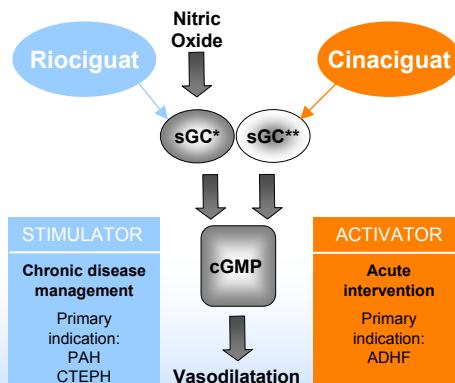 Nitric
Oxide
Riociguat
Cinaciguat
sGC*
sGC**
STIMULATOR
Chronic disease
management
Primary
indication:
PAH
CTEPH
cGMP
Vasodilatation
ACTIVATOR
Acute
intervention
Primary
indication:
ADHF